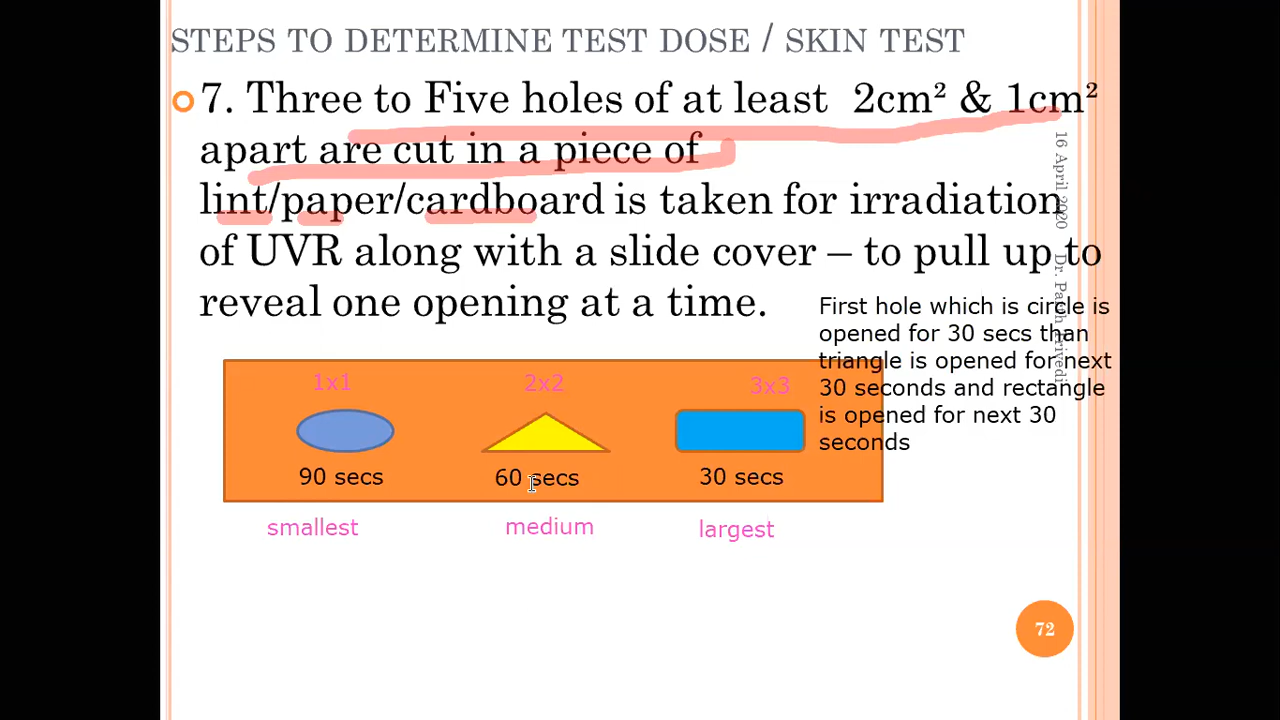 STEPS TO DETERMINE TEST DOSE / SKIN TEST
7. Three to Five holes of at least 2cm² & 1cm²
apart are cut in a piece of
lint/paper/cardboard is taken for irradiation
of UVR along with a slide cover – to pull up to
reveal one opening at a time.
16 April 2020
First hole which is circle is
opened for 30 secs than
triangle is opened for next
30 seconds and rectangle
is opened for next 30
seconds
1x1 2x2 3x3
90 secs 60 secs 30 secs
smallest medium largest
72